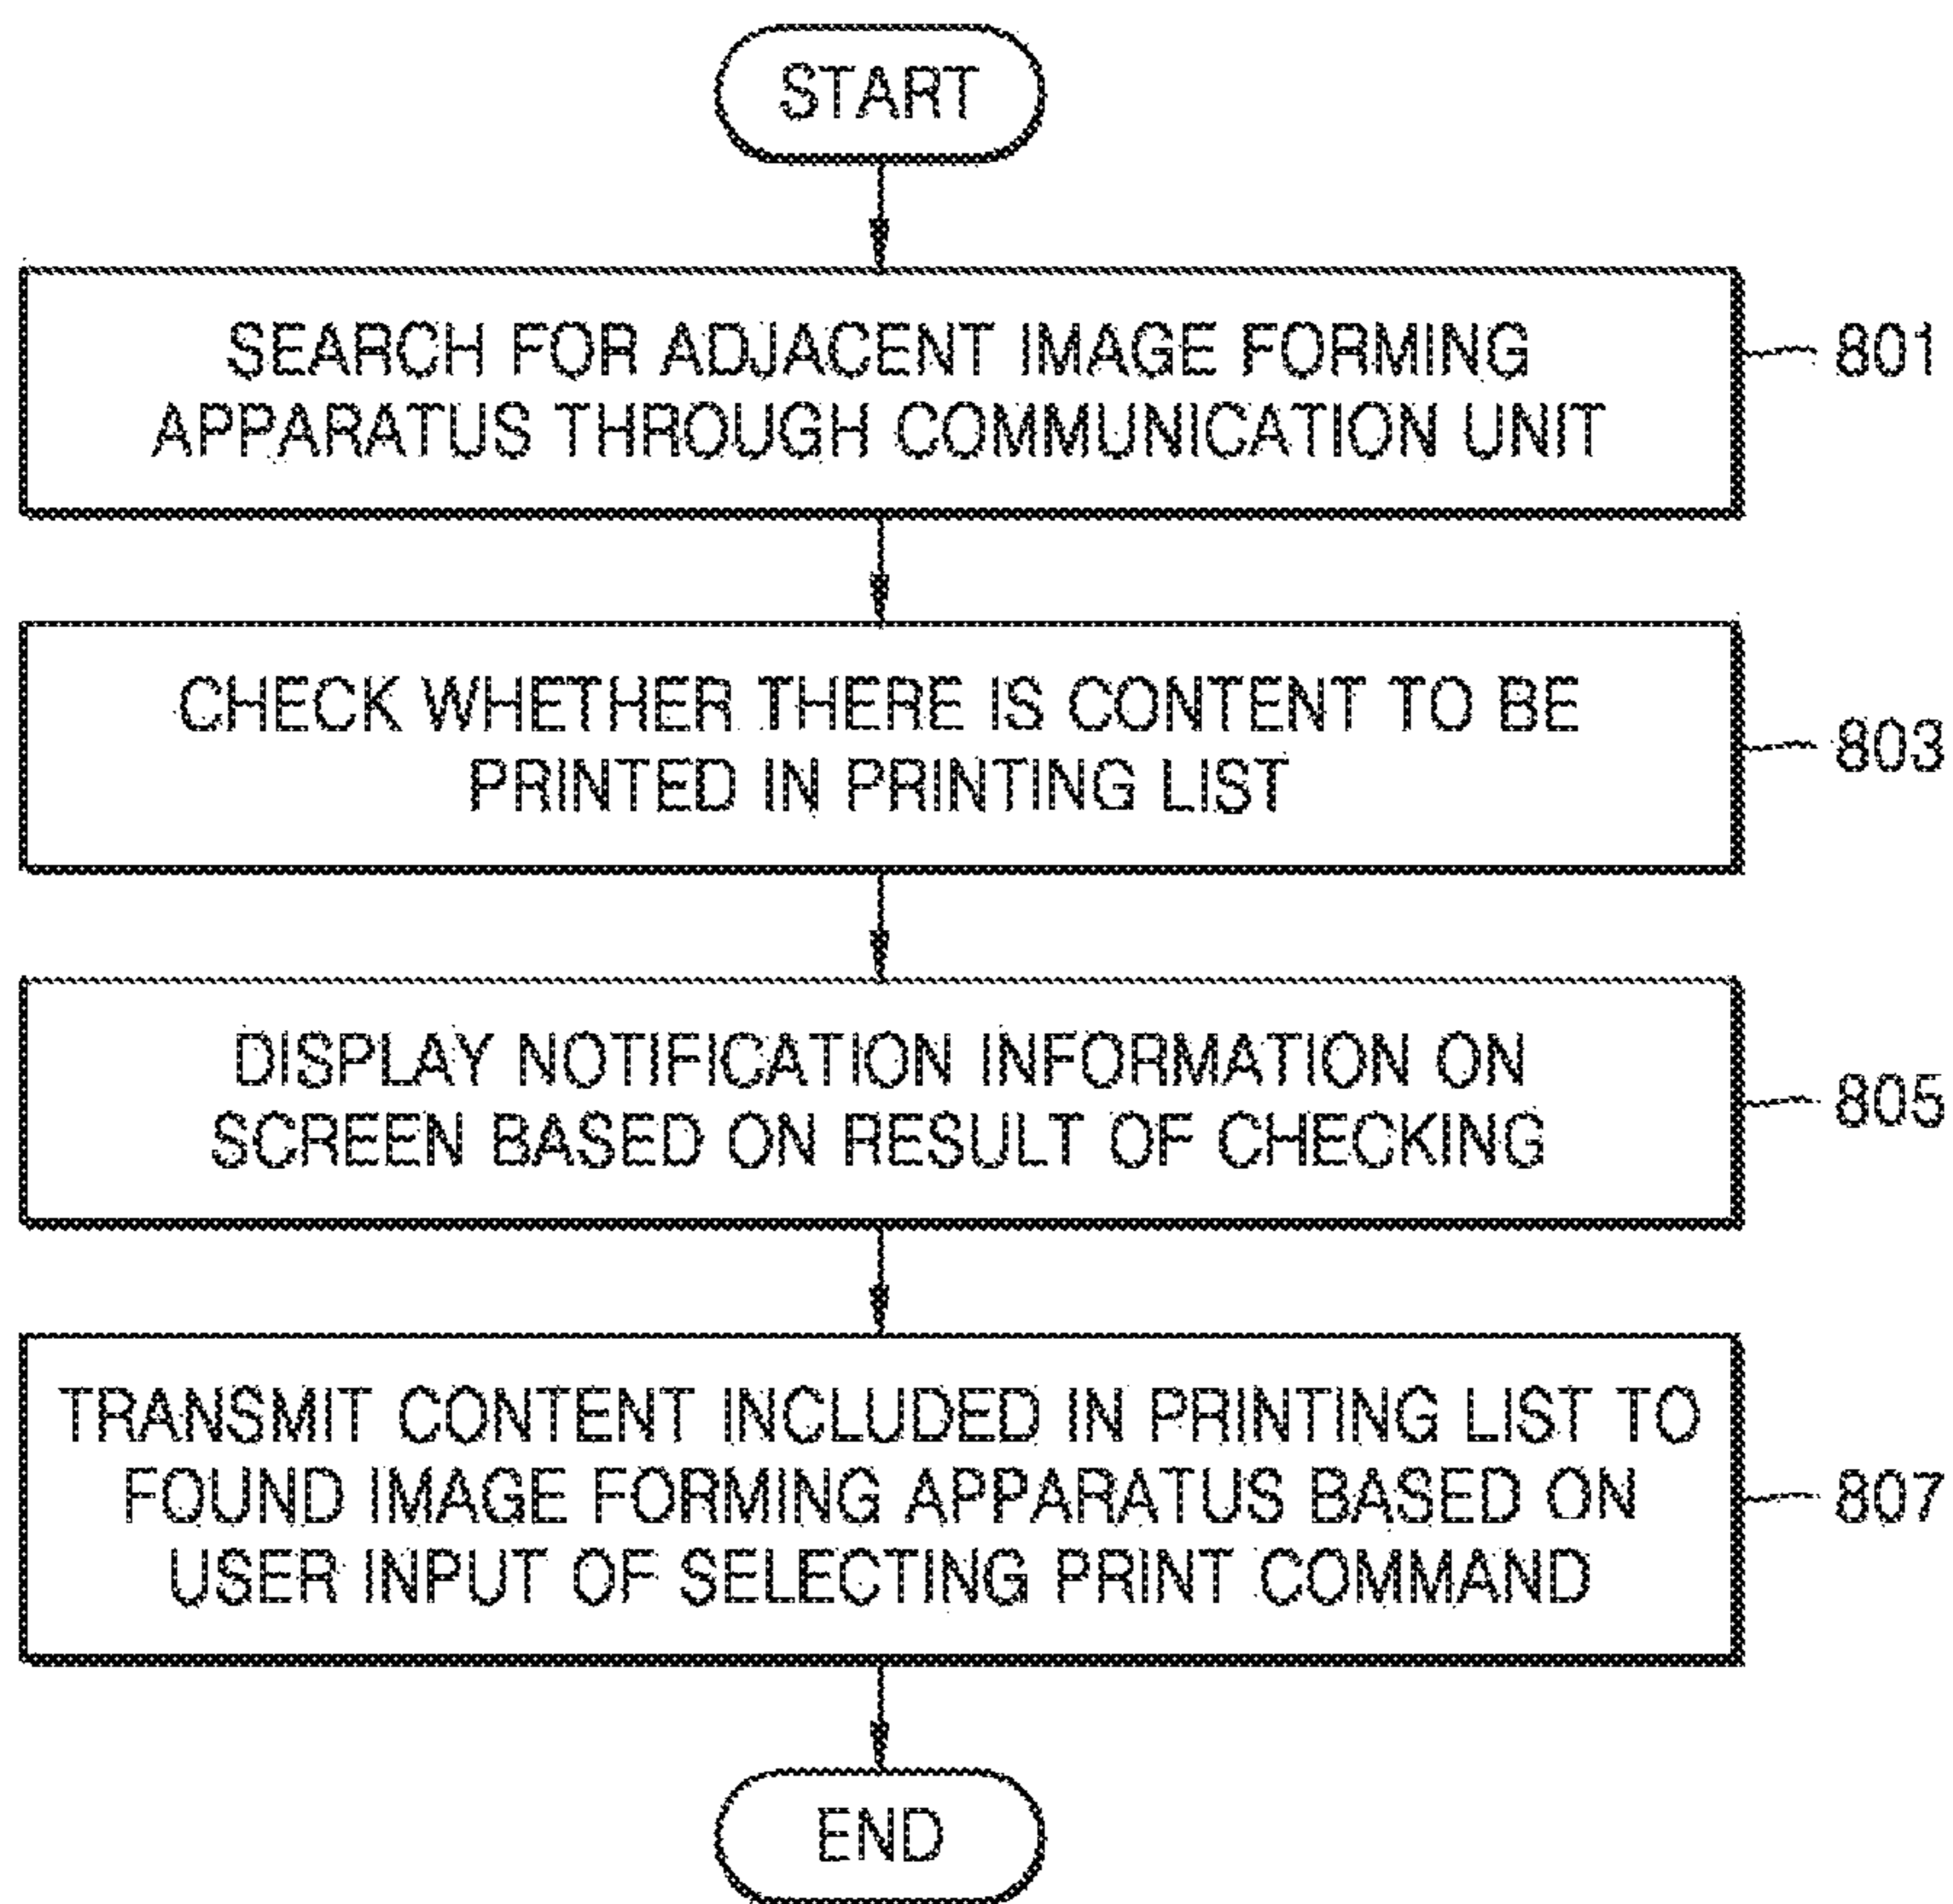 START
SEARCH FOR ADJACENT IMAGE FORMING
APPARATUS THROUGH COMMUNICATION UNIT
801
CHECK WHETHER THERE IS CONTENT TO BE
PRINTED IN PRINTING LIST
803
DISPLAY NOTIFICATION INFORMATION ON
SCREEN BASED ON RESULT OF CHECKING
805
TRANSMIT CONTENT INCLUDED IN PRINTING LIST TO
FOUND IMAGE FORMING APPARATUS BASED ON
USER INPUT OF SELECTING PRINT COMMAND
807
END